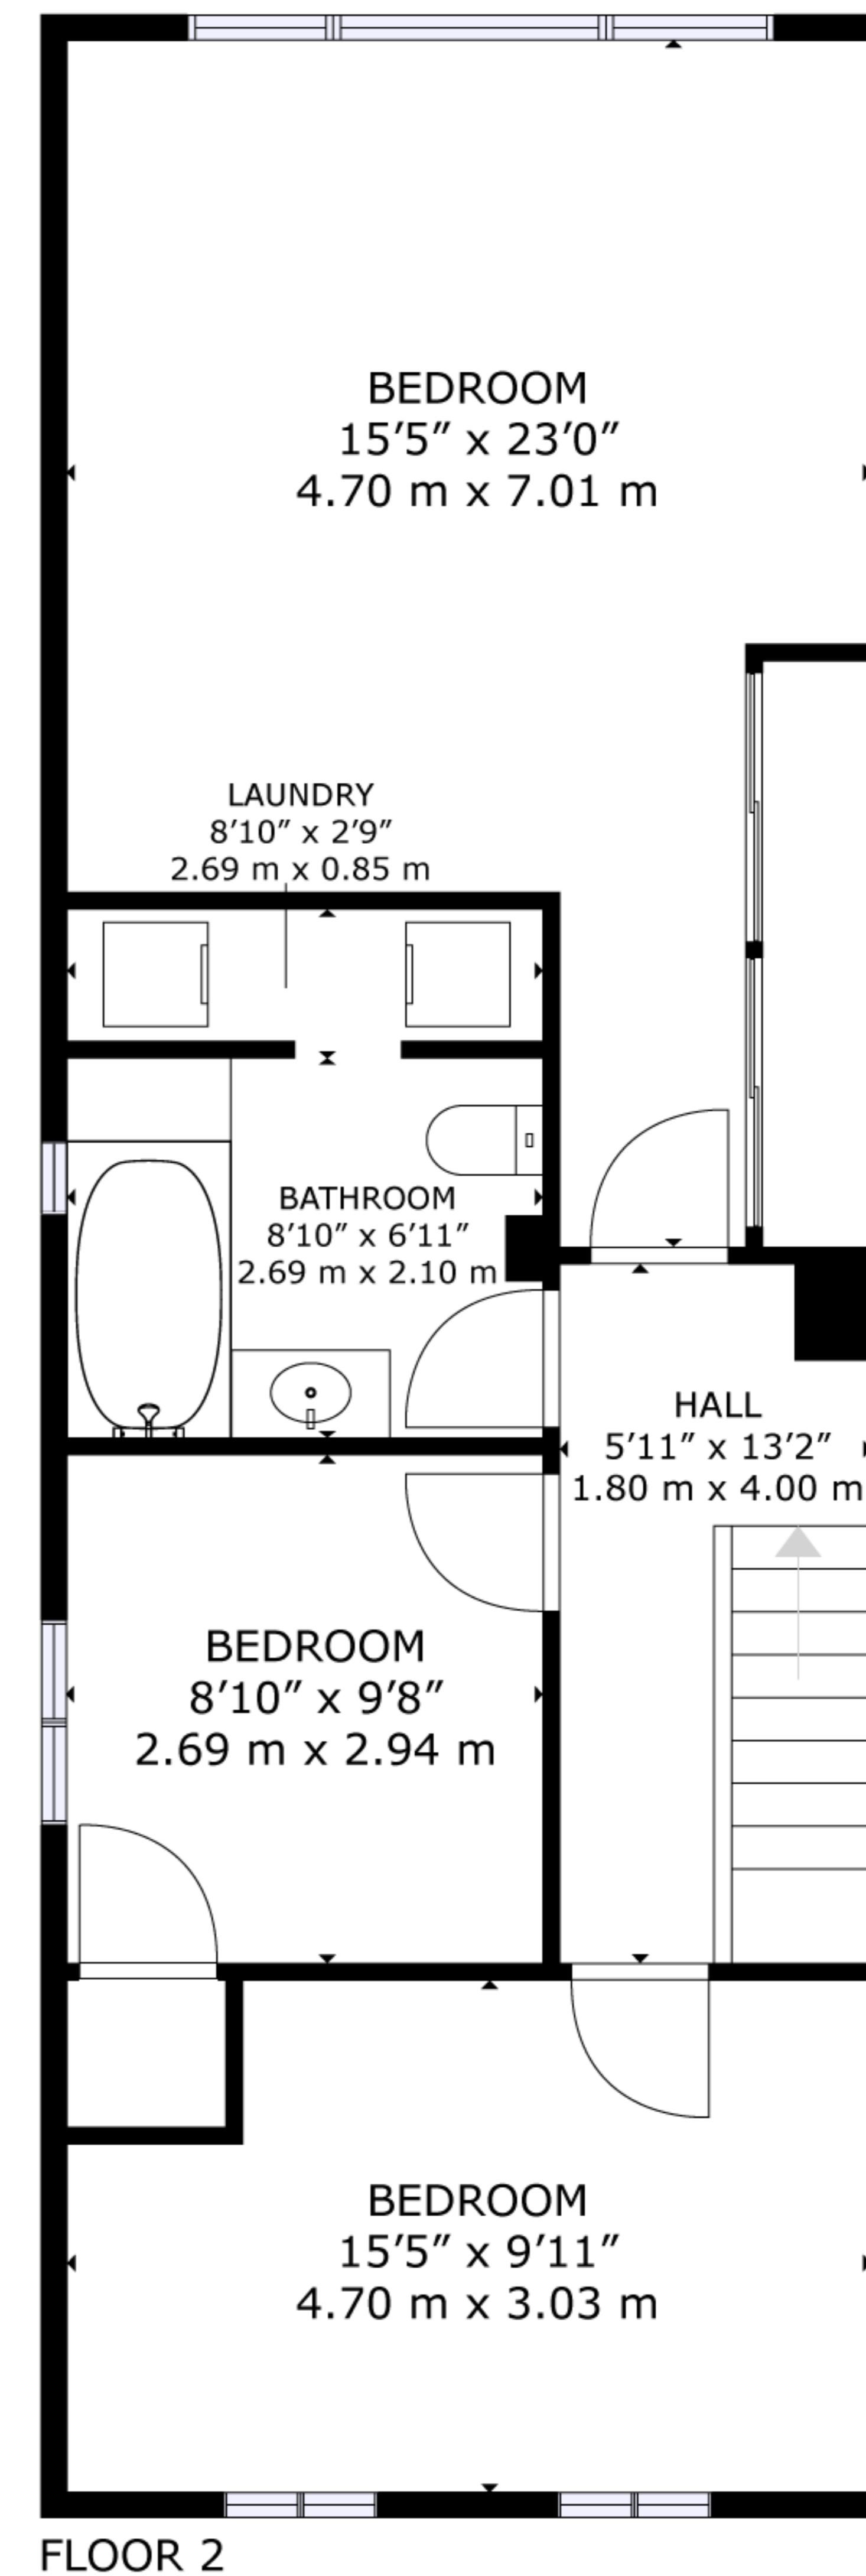 BEDROOM
15’5” x 23’0”
4.70 m x 7.01 m
LAUNDRY
8’10” x 2’9”
2.69 m x 0.85 m
BATHROOM
8’10” x 6’11”
2.69 m x 2.10 m
HALL
5’11” x 13’2”
1.80 m x 4.00 m
BEDROOM
8’10” x 9’8”
2.69 m x 2.94 m
BEDROOM
15’5” x 9’11”
4.70 m x 3.03 m
FLOOR 2